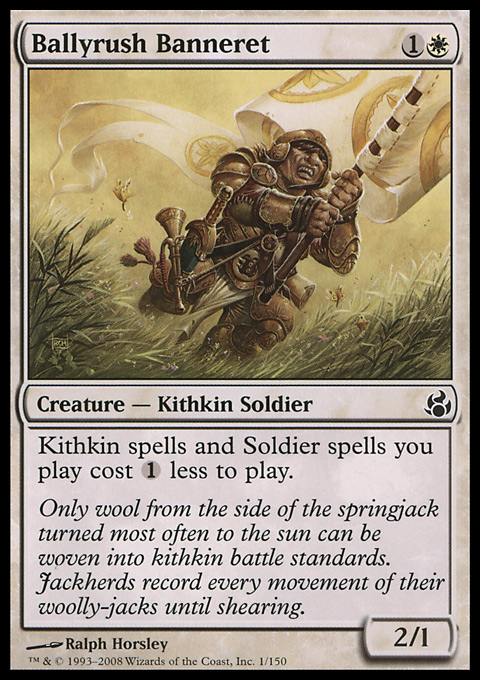 Ballyrush Banneret 1
Creature — Kithkin Soldier
Kithkin spells and Soldier spells you
play cost 1 less to play.
Only wool from the side of the springjack
turned most often to the sun can be
woven into kithkin battle standards.
Jackherds record every movement of their
woolly-jacks until shearing.
Ralph Horsley
2/1
™ & © 1993–2008 Wizards of the Coast, Inc. 1/150